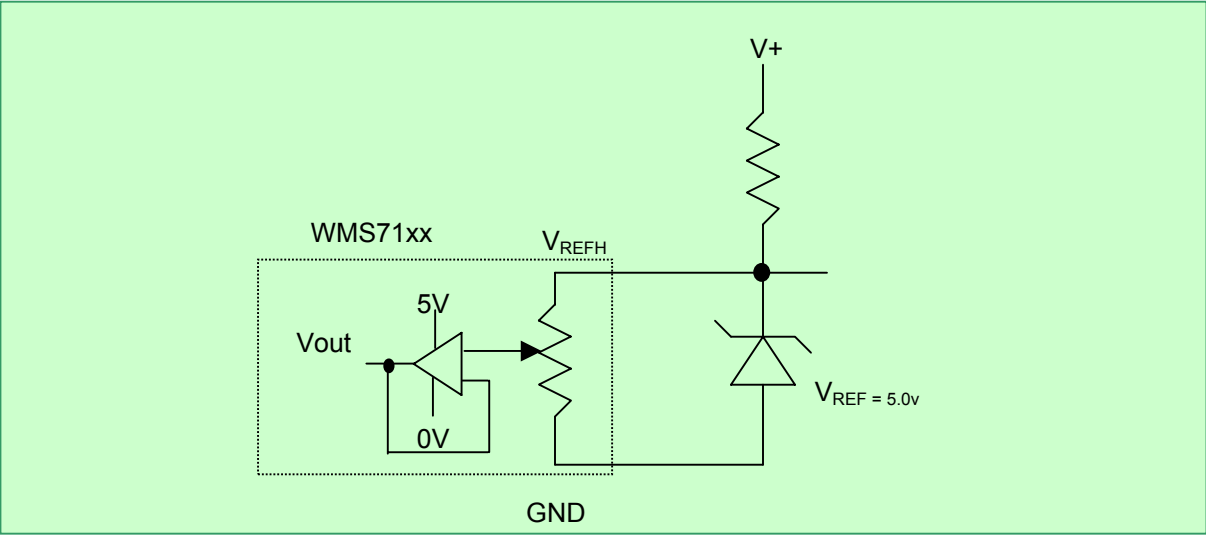 V+
WMS71xx
VREFH
5V
Vout
VREF = 5.0v
0V
GND